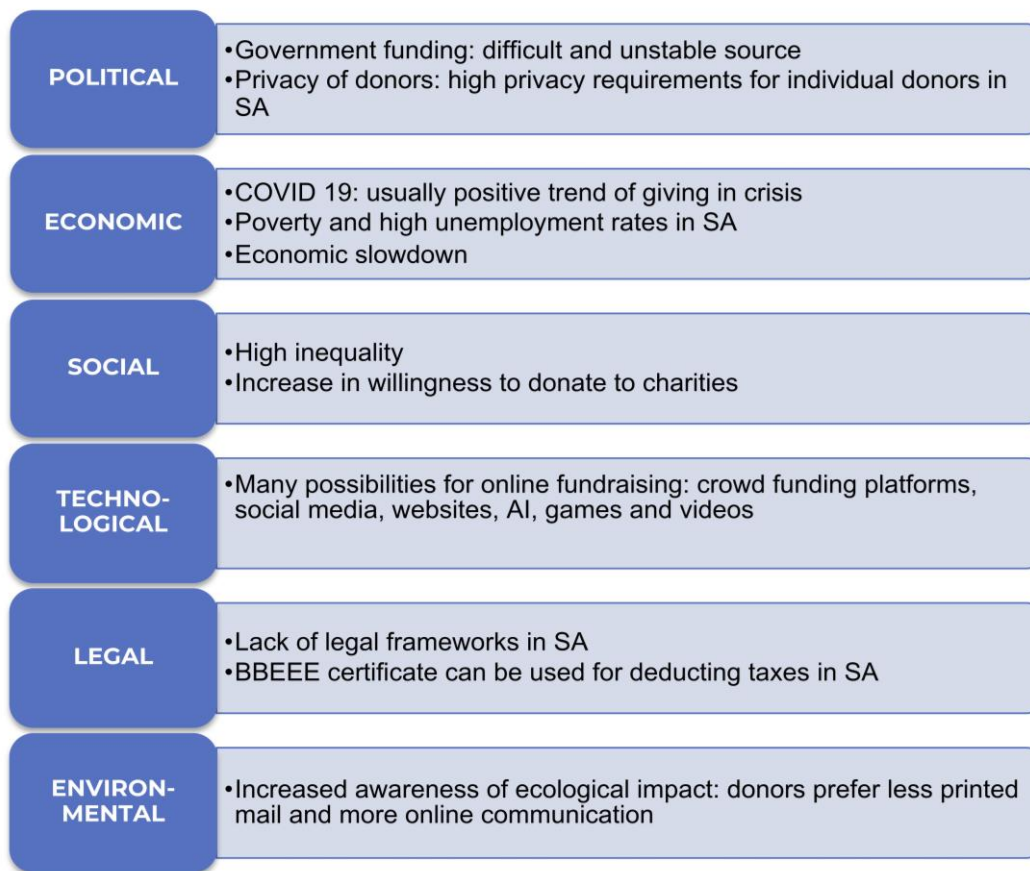 POLITICAL
•Government funding: difficult and unstable source
•Privacy of donors: high privacy requirements for individual donors in
SA
ECONOMIC
•COVID 19: usually positive trend of giving in crisis
•Poverty and high unemployment rates in SA
•Economic slowdown
SOCIAL
•High inequality
•Increase in willingness to donate to charities
TECHNO-
LOGICAL
•Many possibilities for online fundraising: crowd funding platforms,
social media, websites, AI, games and videos
LEGAL
•Lack of legal frameworks in SA
•BBEEE certificate can be used for deducting taxes in SA
ENVIRON-
MENTAL
•Increased awareness of ecological impact: donors prefer less printed
mail and more online communication